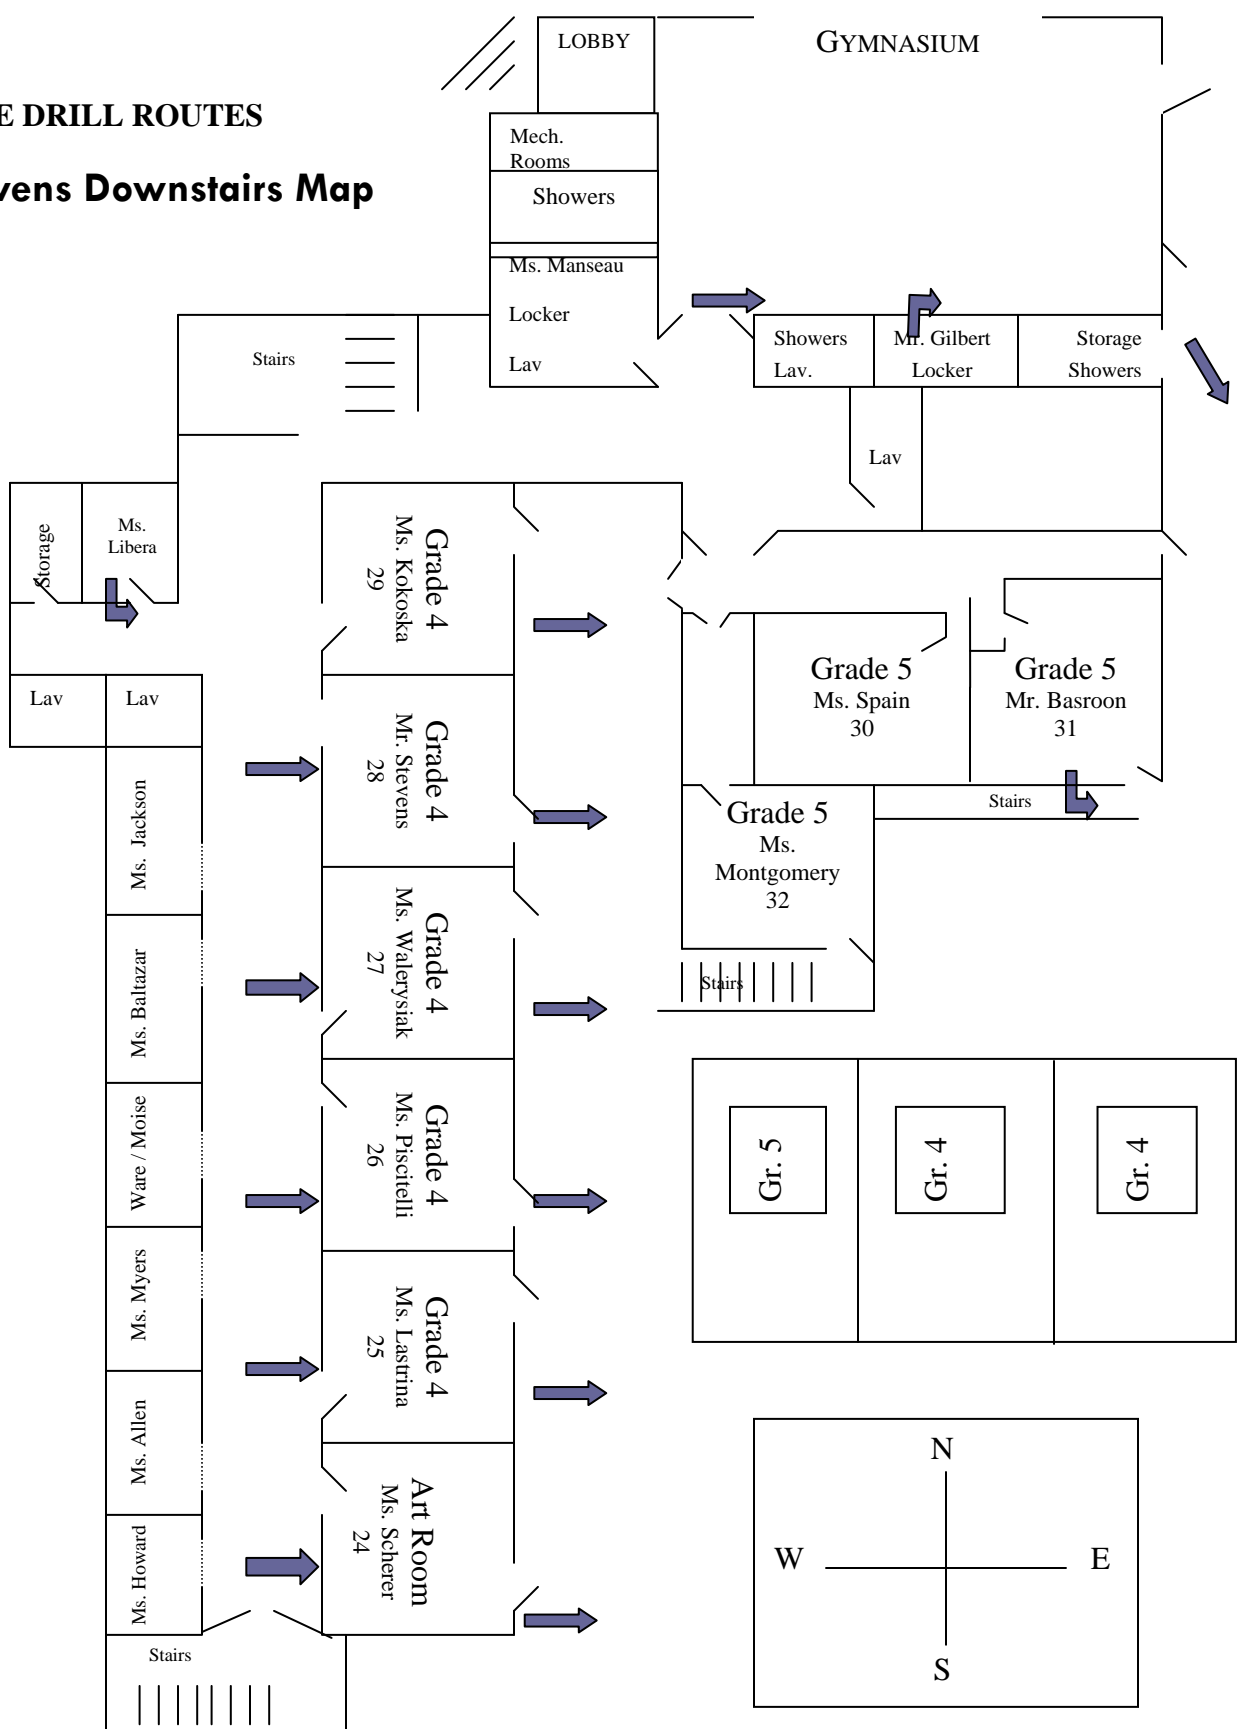 LOBBY
GYMNASIUM
E DRILL ROUTES
vens Downstairs Map
Mech.
Rooms
Showers
Ms. Manseau
Locker
Lav
Showers
Lav.
Mr. Gilbert
Locker
Storage
Showers
Stairs
Lav
Storage
Ms.
Libera
Grade 4
Ms. Kokoska
29
Grade 5
Ms. Spain
30
Grade 5
Mr. Basroon
31
Lav
Lav
Grade 4
Mr. Stevens
28
Ms. Jackson
Stairs
Grade 5
Ms.
Montgomery
32
Grade 4
Ms. Walerysiak
27
Ms. Baltazar
Stairs
Grade 4
Ms. Piscitelli
26
Ware / Moise
Gr. 5
Gr. 4
Gr. 4
Grade 4
Ms. Lastrina
25
Ms. Myers
Ms. Allen
Art Room
Ms. Scherer
24
Ms. Howard
Stairs
N
W
E
S